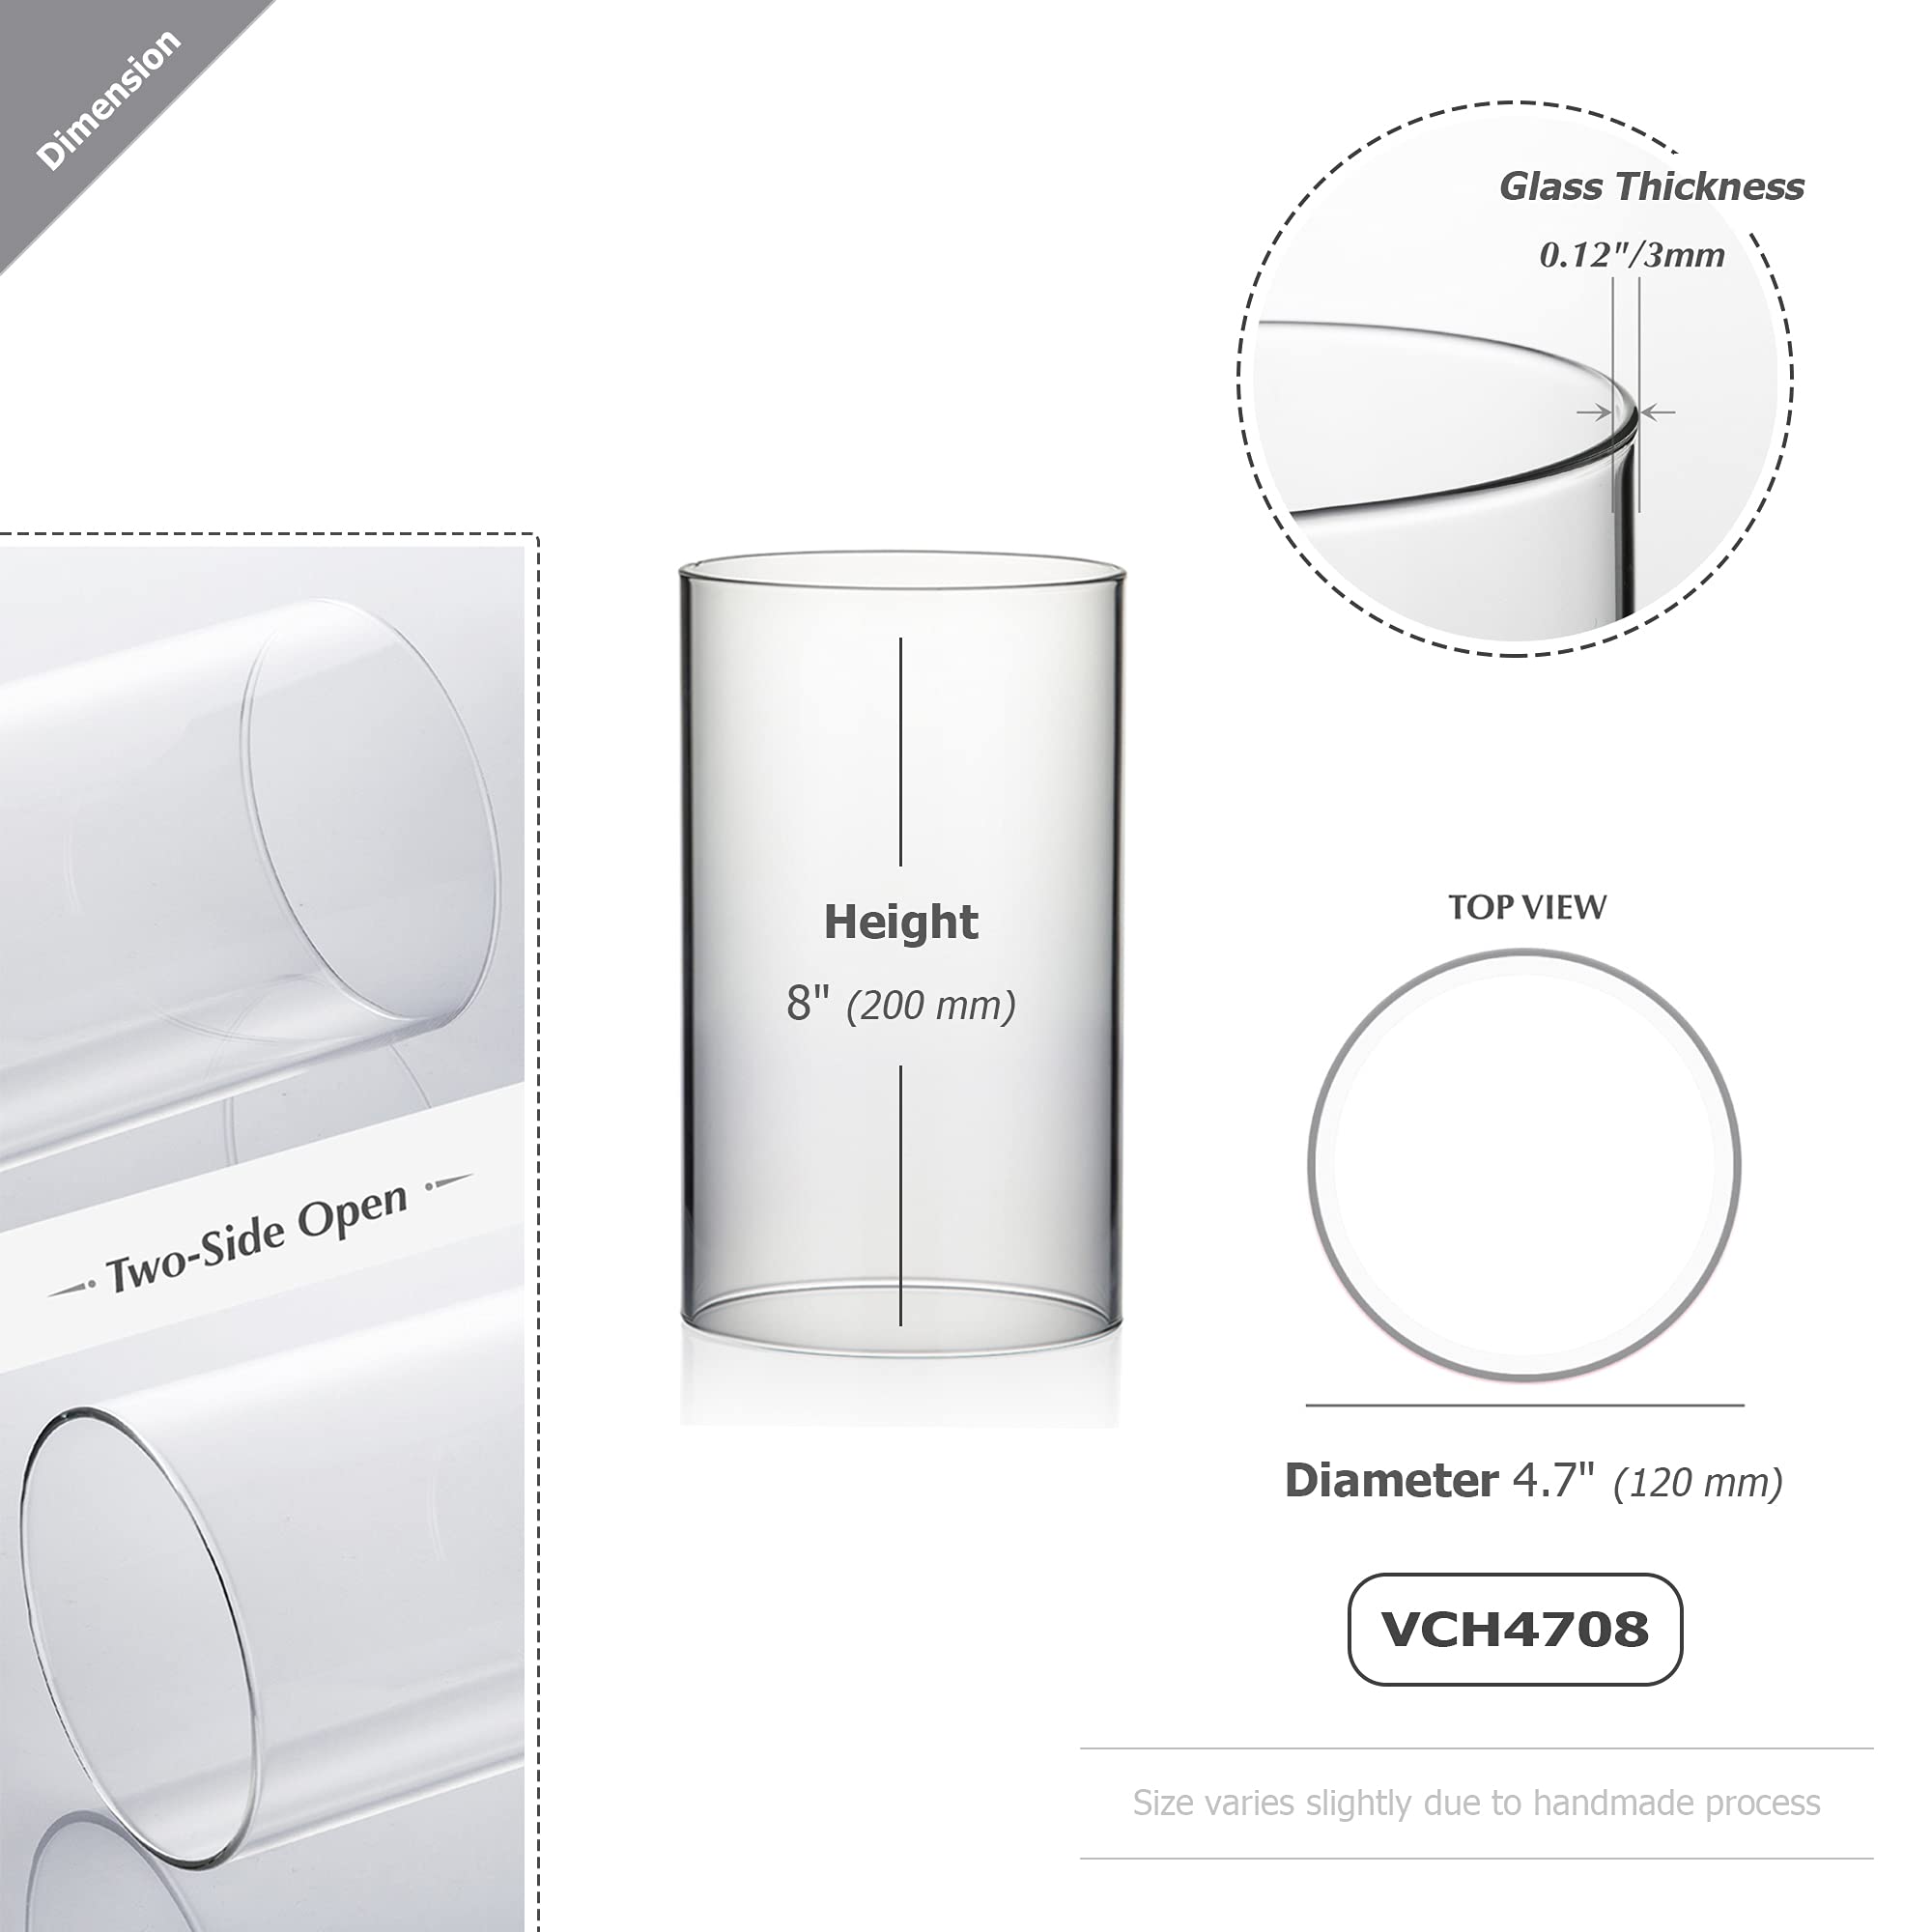 Dimension
Glass Thickness
0.12"/3mm
Height
8" (200 mm)
TOP VIEW
Two-Side Open
Diameter 4.7" (120 mm)
VCH4708
Size varies slightly due to handmade process